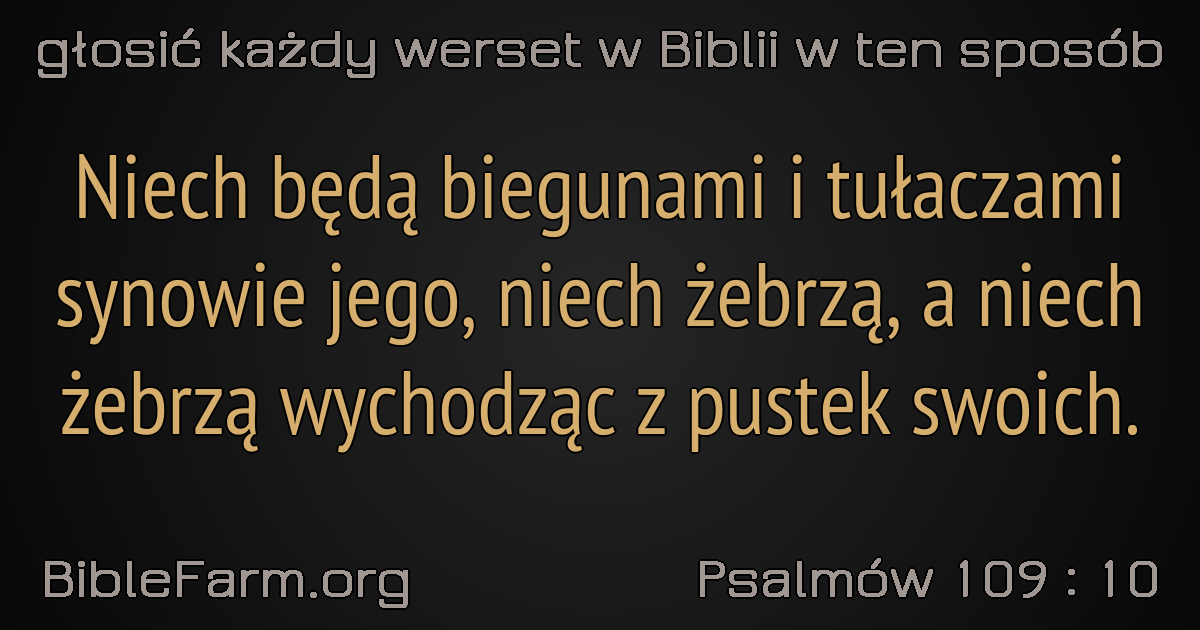 głosić każdy werset w Biblii w ten sposób
Niech będą biegunami i tułaczami
synowie jego, niech żebrzą, a niech
żebrzą wychodząc z pustek swoich.
BibleFarm.org
Psalmów 109 : 10